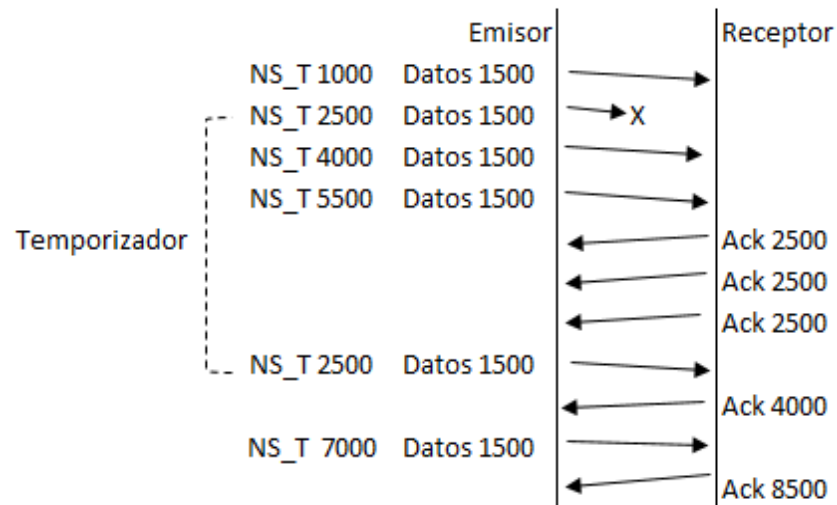 Emisor Receptor
NS_T 1000 Datos 1500
NS_T 2500 Datos 1500 X
NS_T 4000 Datos 1500
NS_T 5500 Datos 1500
Temporizador Ack 2500
Ack 2500
Ack 2500
NS_T 2500 Datos 1500
Ack 4000
NS_T 7000 Datos 1500
Ack 8500